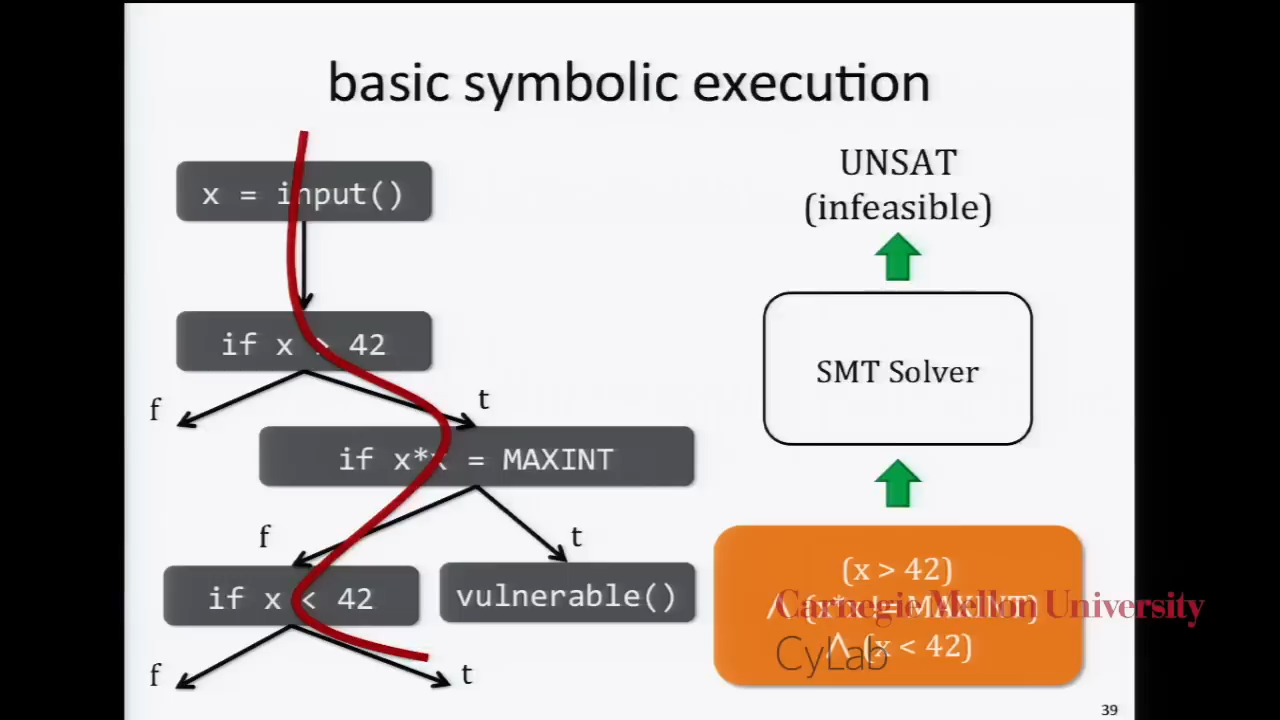 basic symbolic execution
x = input()
if x > 42
f
t
if x*x = MAXINT
f
t
if x < 42
vulnerable()
f
t
UNSAT
(infeasible)
SMT Solver
(x > 42)
∧ (x*x != MAXINT)
∧ (x < 42)
Carnegie Mellon University
CyLab
39